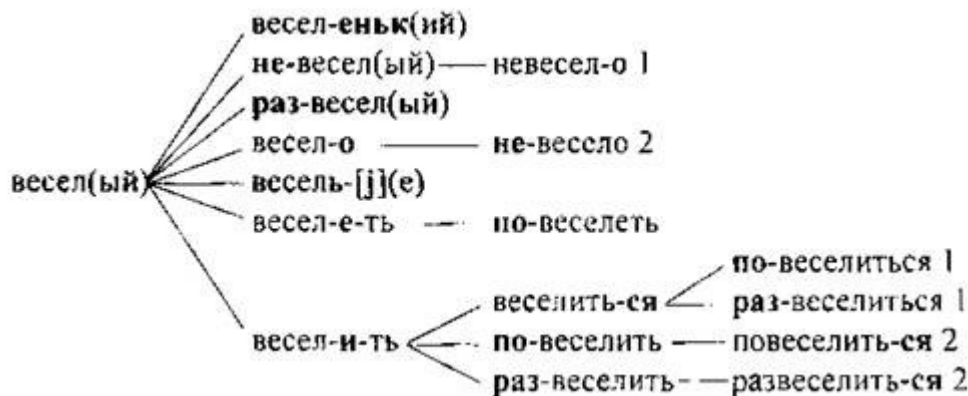 весел-еньк(ий)
не-весел(ый) — невесел-о 1
раз-весел(ый)
весел-о — не-весело 2
весел(ый) весель-[j](е)
весел-е-ть — по-веселеть
по-веселиться 1
веселить-ся раз-веселиться 1
весел-и-ть по-веселить — повеселить-ся 2
раз-веселить — развеселить-ся 2